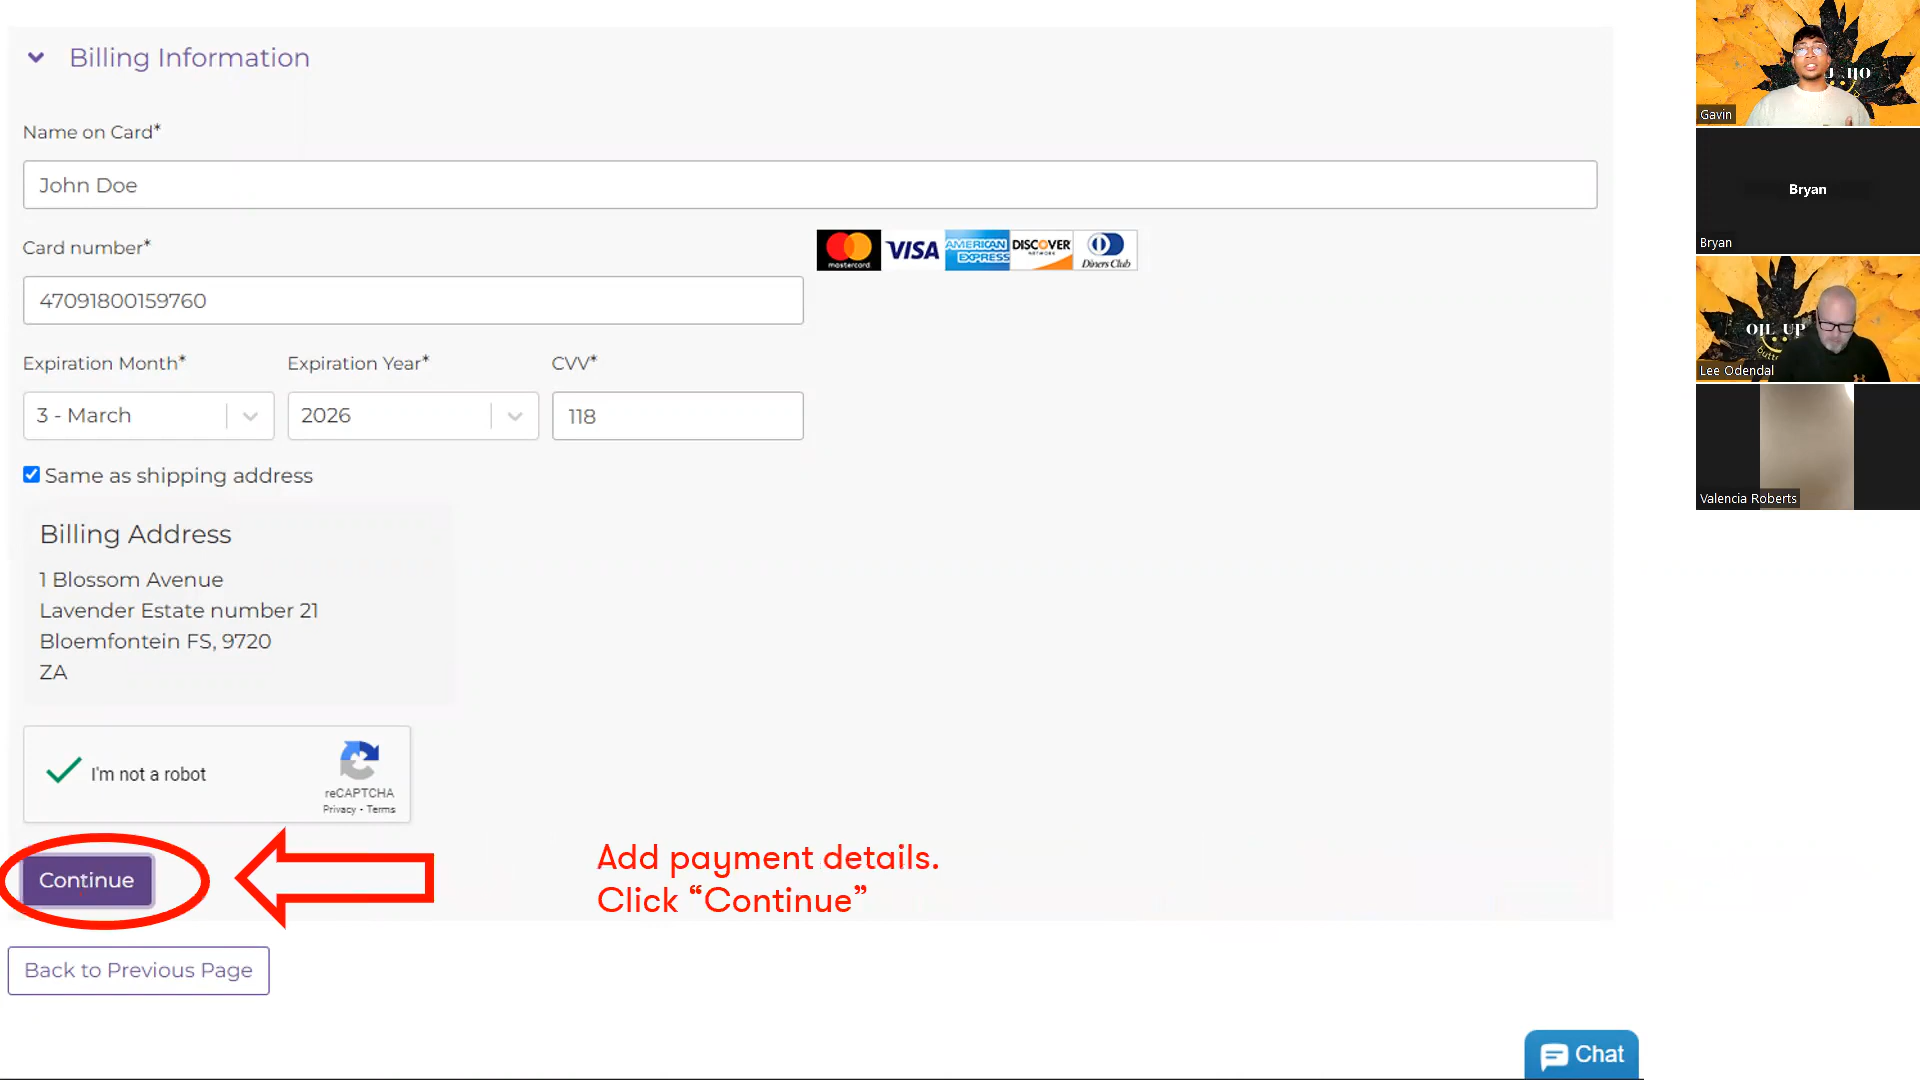 Billing Information
Name on Card*
John Doe
Card number*
mastercard
VISA
AMERICAN
EXPRESS
DISCOVER
NETWORK
Diners Club
47091800159760
Expiration Month* Expiration Year* CVV*
3 - March 2026 118
Same as shipping address
Billing Address
1 Blossom Avenue
Lavender Estate number 21
Bloemfontein FS, 9720
ZA
I'm not a robot
reCAPTCHA
Privacy - Terms
Continue
Add payment details.
Click “Continue”
Back to Previous Page
Chat
Gavin
Bryan
Bryan
OIL UP
Lee Odendal
Valencia Roberts